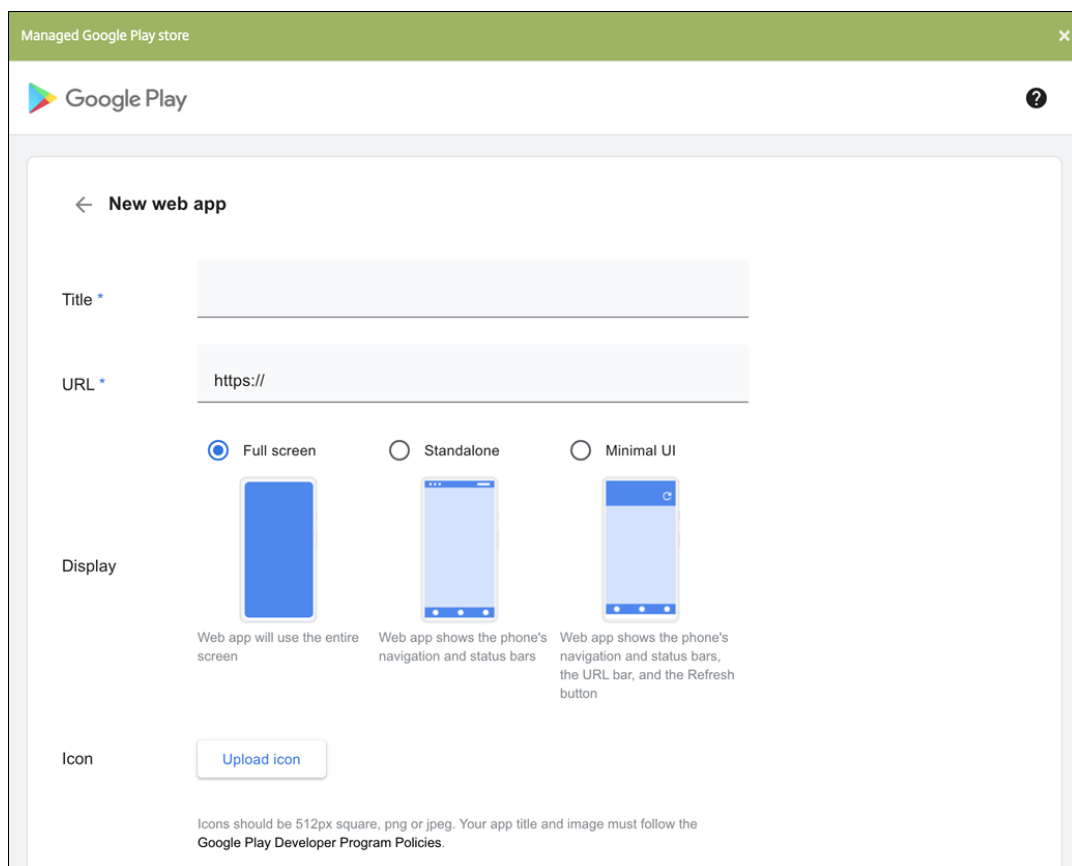 Managed Google Play store
Google Play
New web app
Title *
URL *
https://
Full screen
Standalone
Minimal UI
Display
Web app will use the entire
screen
Web app shows the phone's
navigation and status bars
Web app shows the phone's
navigation and status bars,
the URL bar, and the Refresh
button
Icon
Upload icon
Icons should be 512px square, png or jpeg. Your app title and image must follow the
Google Play Developer Program Policies.